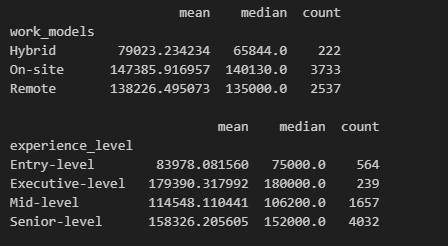 mean median count
work_models
Hybrid 79023.234234 65844.0 222
On-site 147385.916957 140130.0 3733
Remote 138226.495073 135000.0 2537
mean median count
experience_level
Entry-level 83978.081560 75000.0 564
Executive-level 179390.317992 180000.0 239
Mid-level 114548.110441 106200.0 1657
Senior-level 158326.205605 152000.0 4032